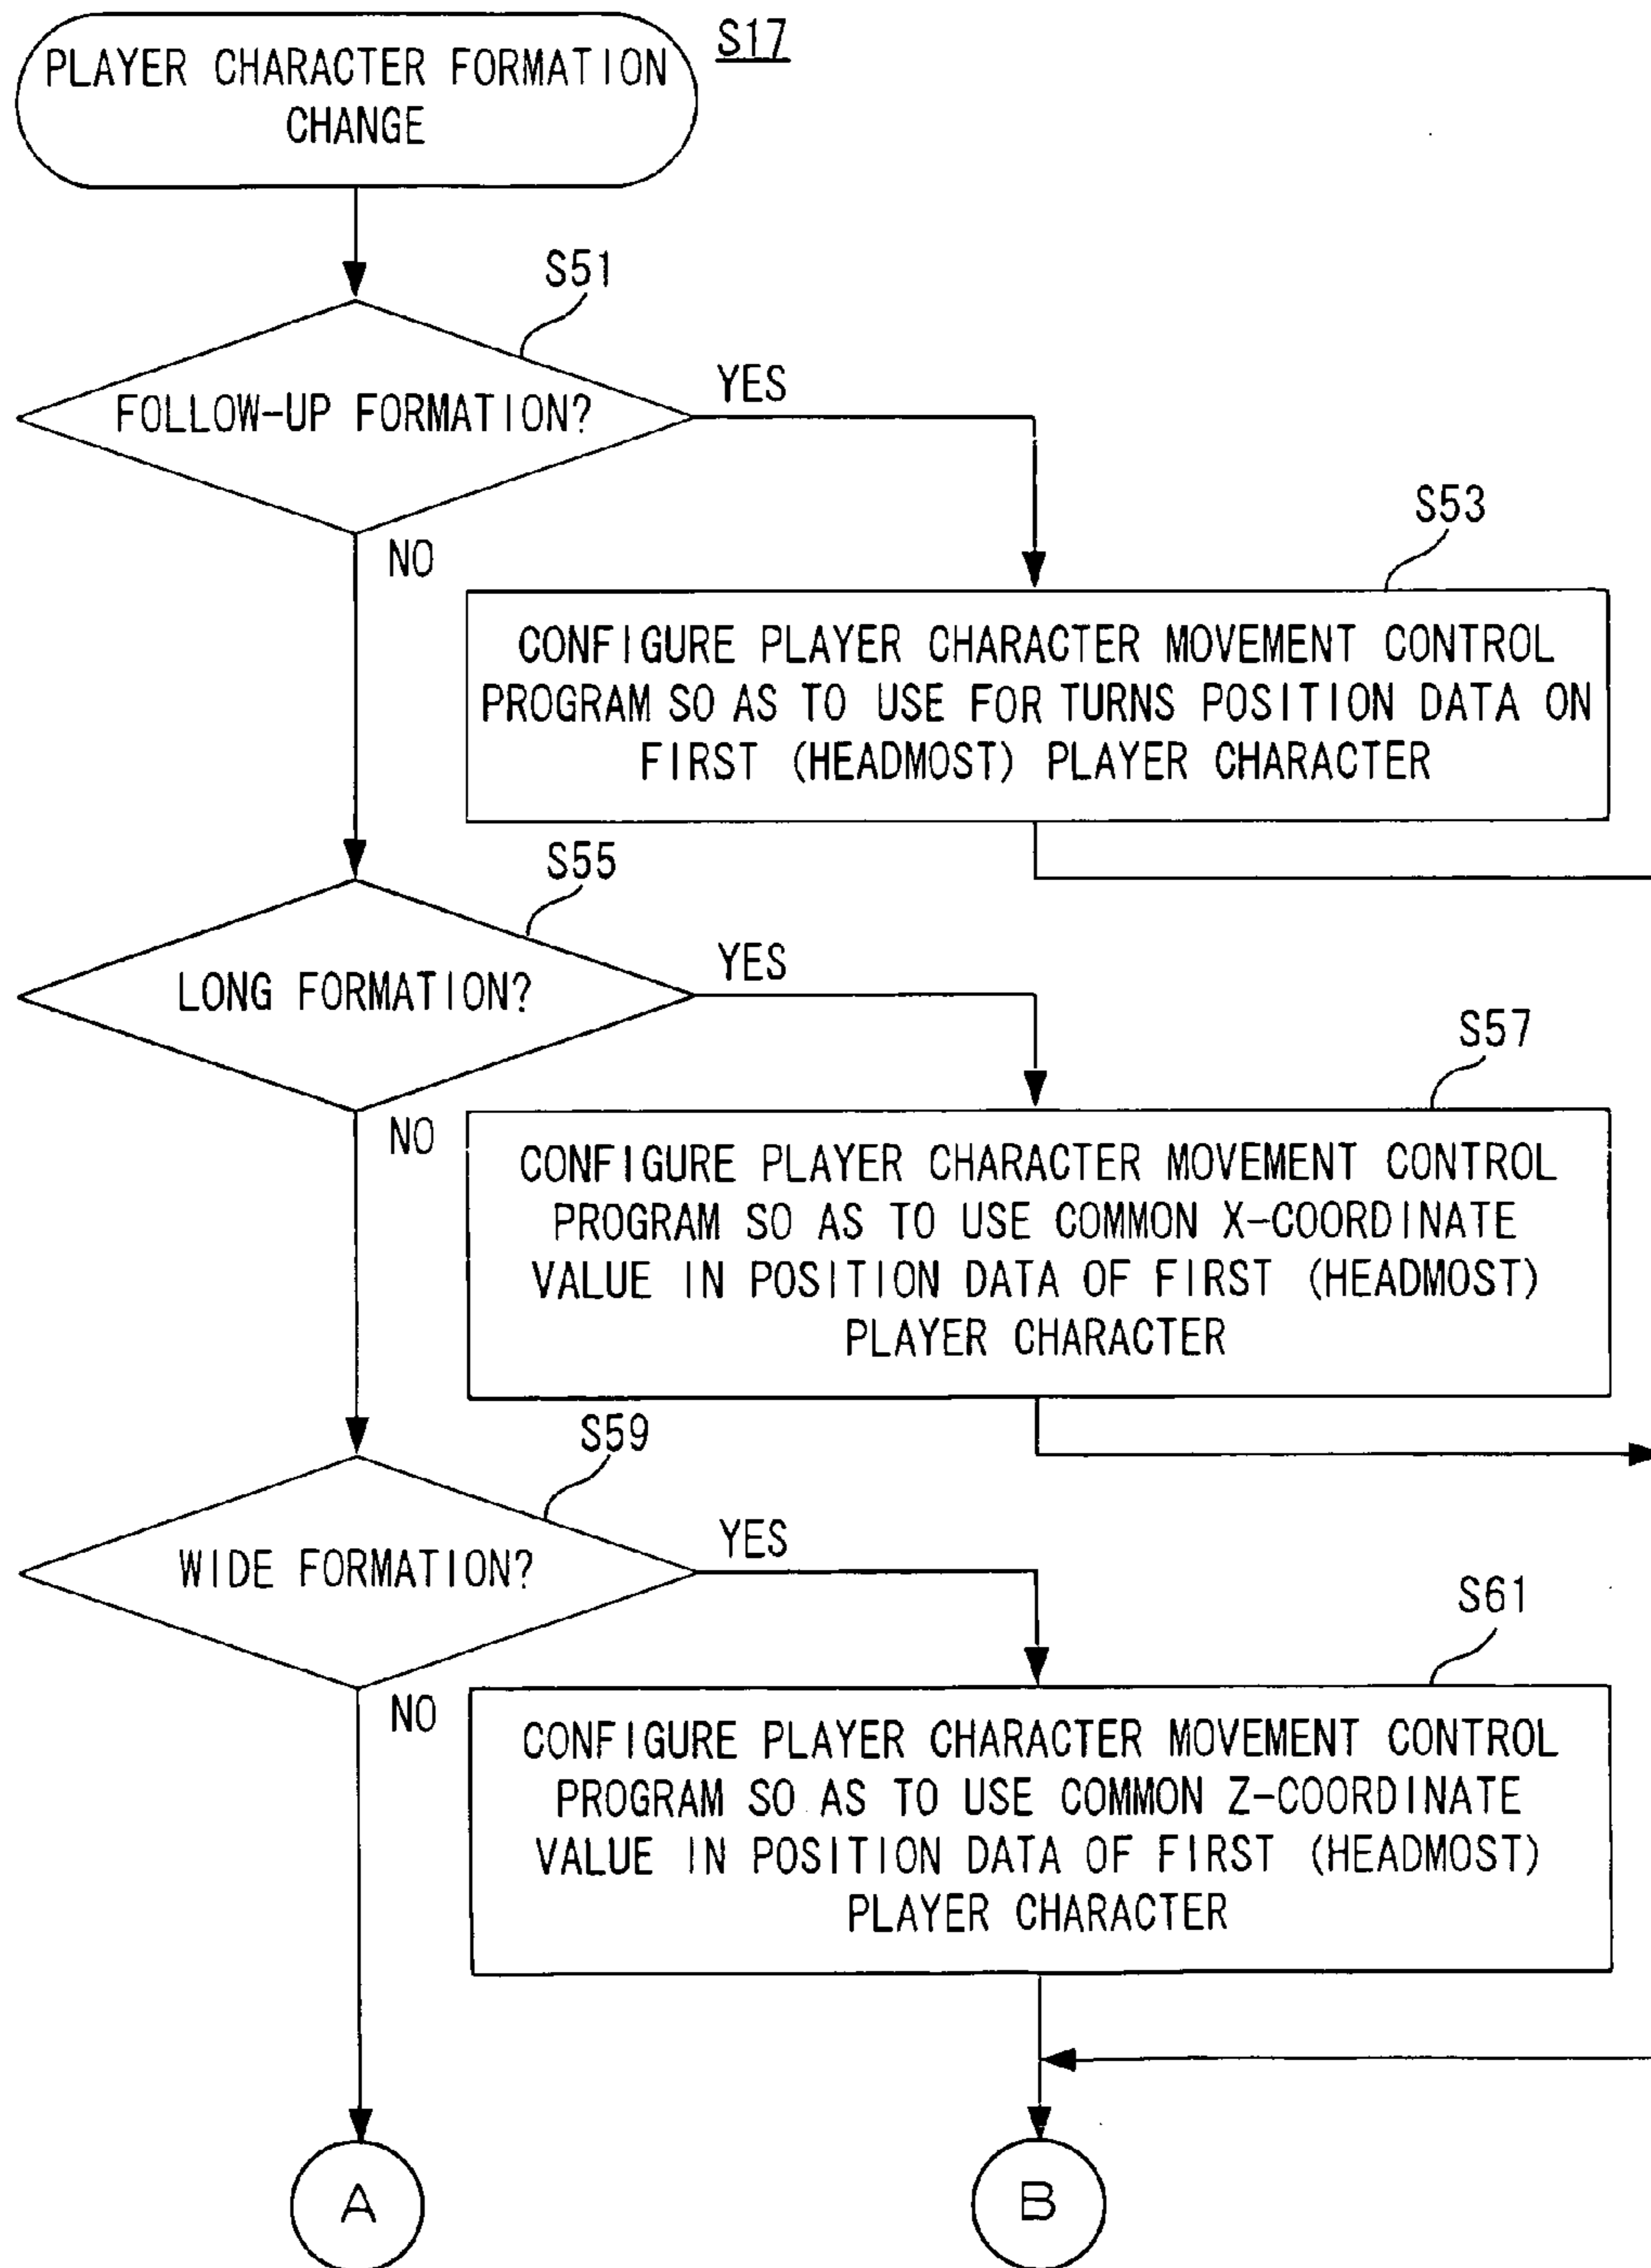 S17
PLAYER CHARACTER FORMATION
CHANGE
S51
FOLLOW-UP FORMATION?
YES
NO
S53
CONFIGURE PLAYER CHARACTER MOVEMENT CONTROL
PROGRAM SO AS TO USE FOR TURNS POSITION DATA ON
FIRST (HEADMOST) PLAYER CHARACTER
S55
LONG FORMATION?
YES
NO
S57
CONFIGURE PLAYER CHARACTER MOVEMENT CONTROL
PROGRAM SO AS TO USE COMMON X-COORDINATE
VALUE IN POSITION DATA OF FIRST (HEADMOST)
PLAYER CHARACTER
S59
WIDE FORMATION?
YES
NO
S61
CONFIGURE PLAYER CHARACTER MOVEMENT CONTROL
PROGRAM SO AS TO USE COMMON Z-COORDINATE
VALUE IN POSITION DATA OF FIRST (HEADMOST)
PLAYER CHARACTER
A
B